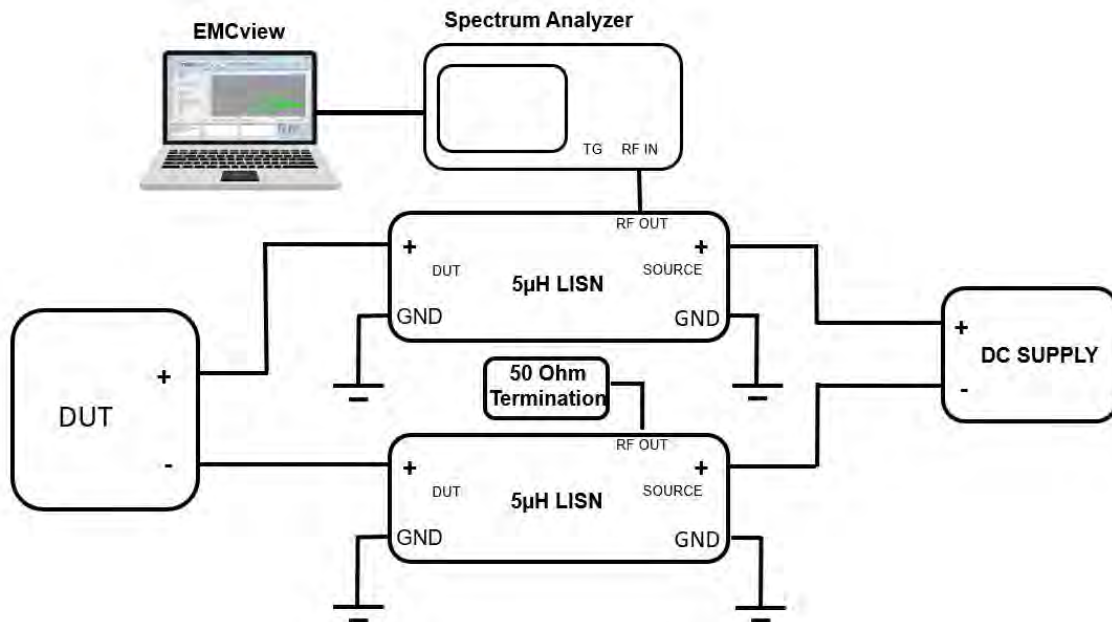 Spectrum Analyzer
EMCview
TG RF IN
RF OUT
+ +
DUT SOURCE
5µH LISN
GND GND
+
DC SUPPLY
-
50 Ohm
Termination
+
DUT
-
RF OUT
+ +
DUT SOURCE
5µH LISN
GND GND